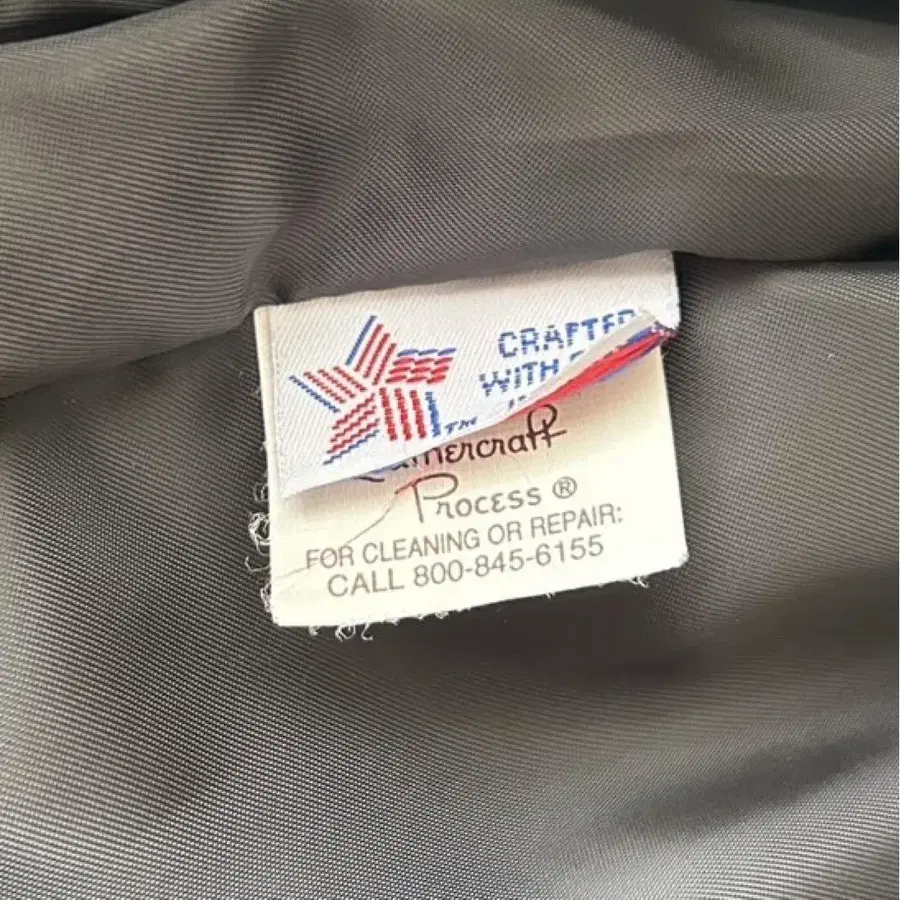 CRAFTED
WITH
TM
Process ®
FOR CLEANING OR REPAIR:
CALL 800-845-6155